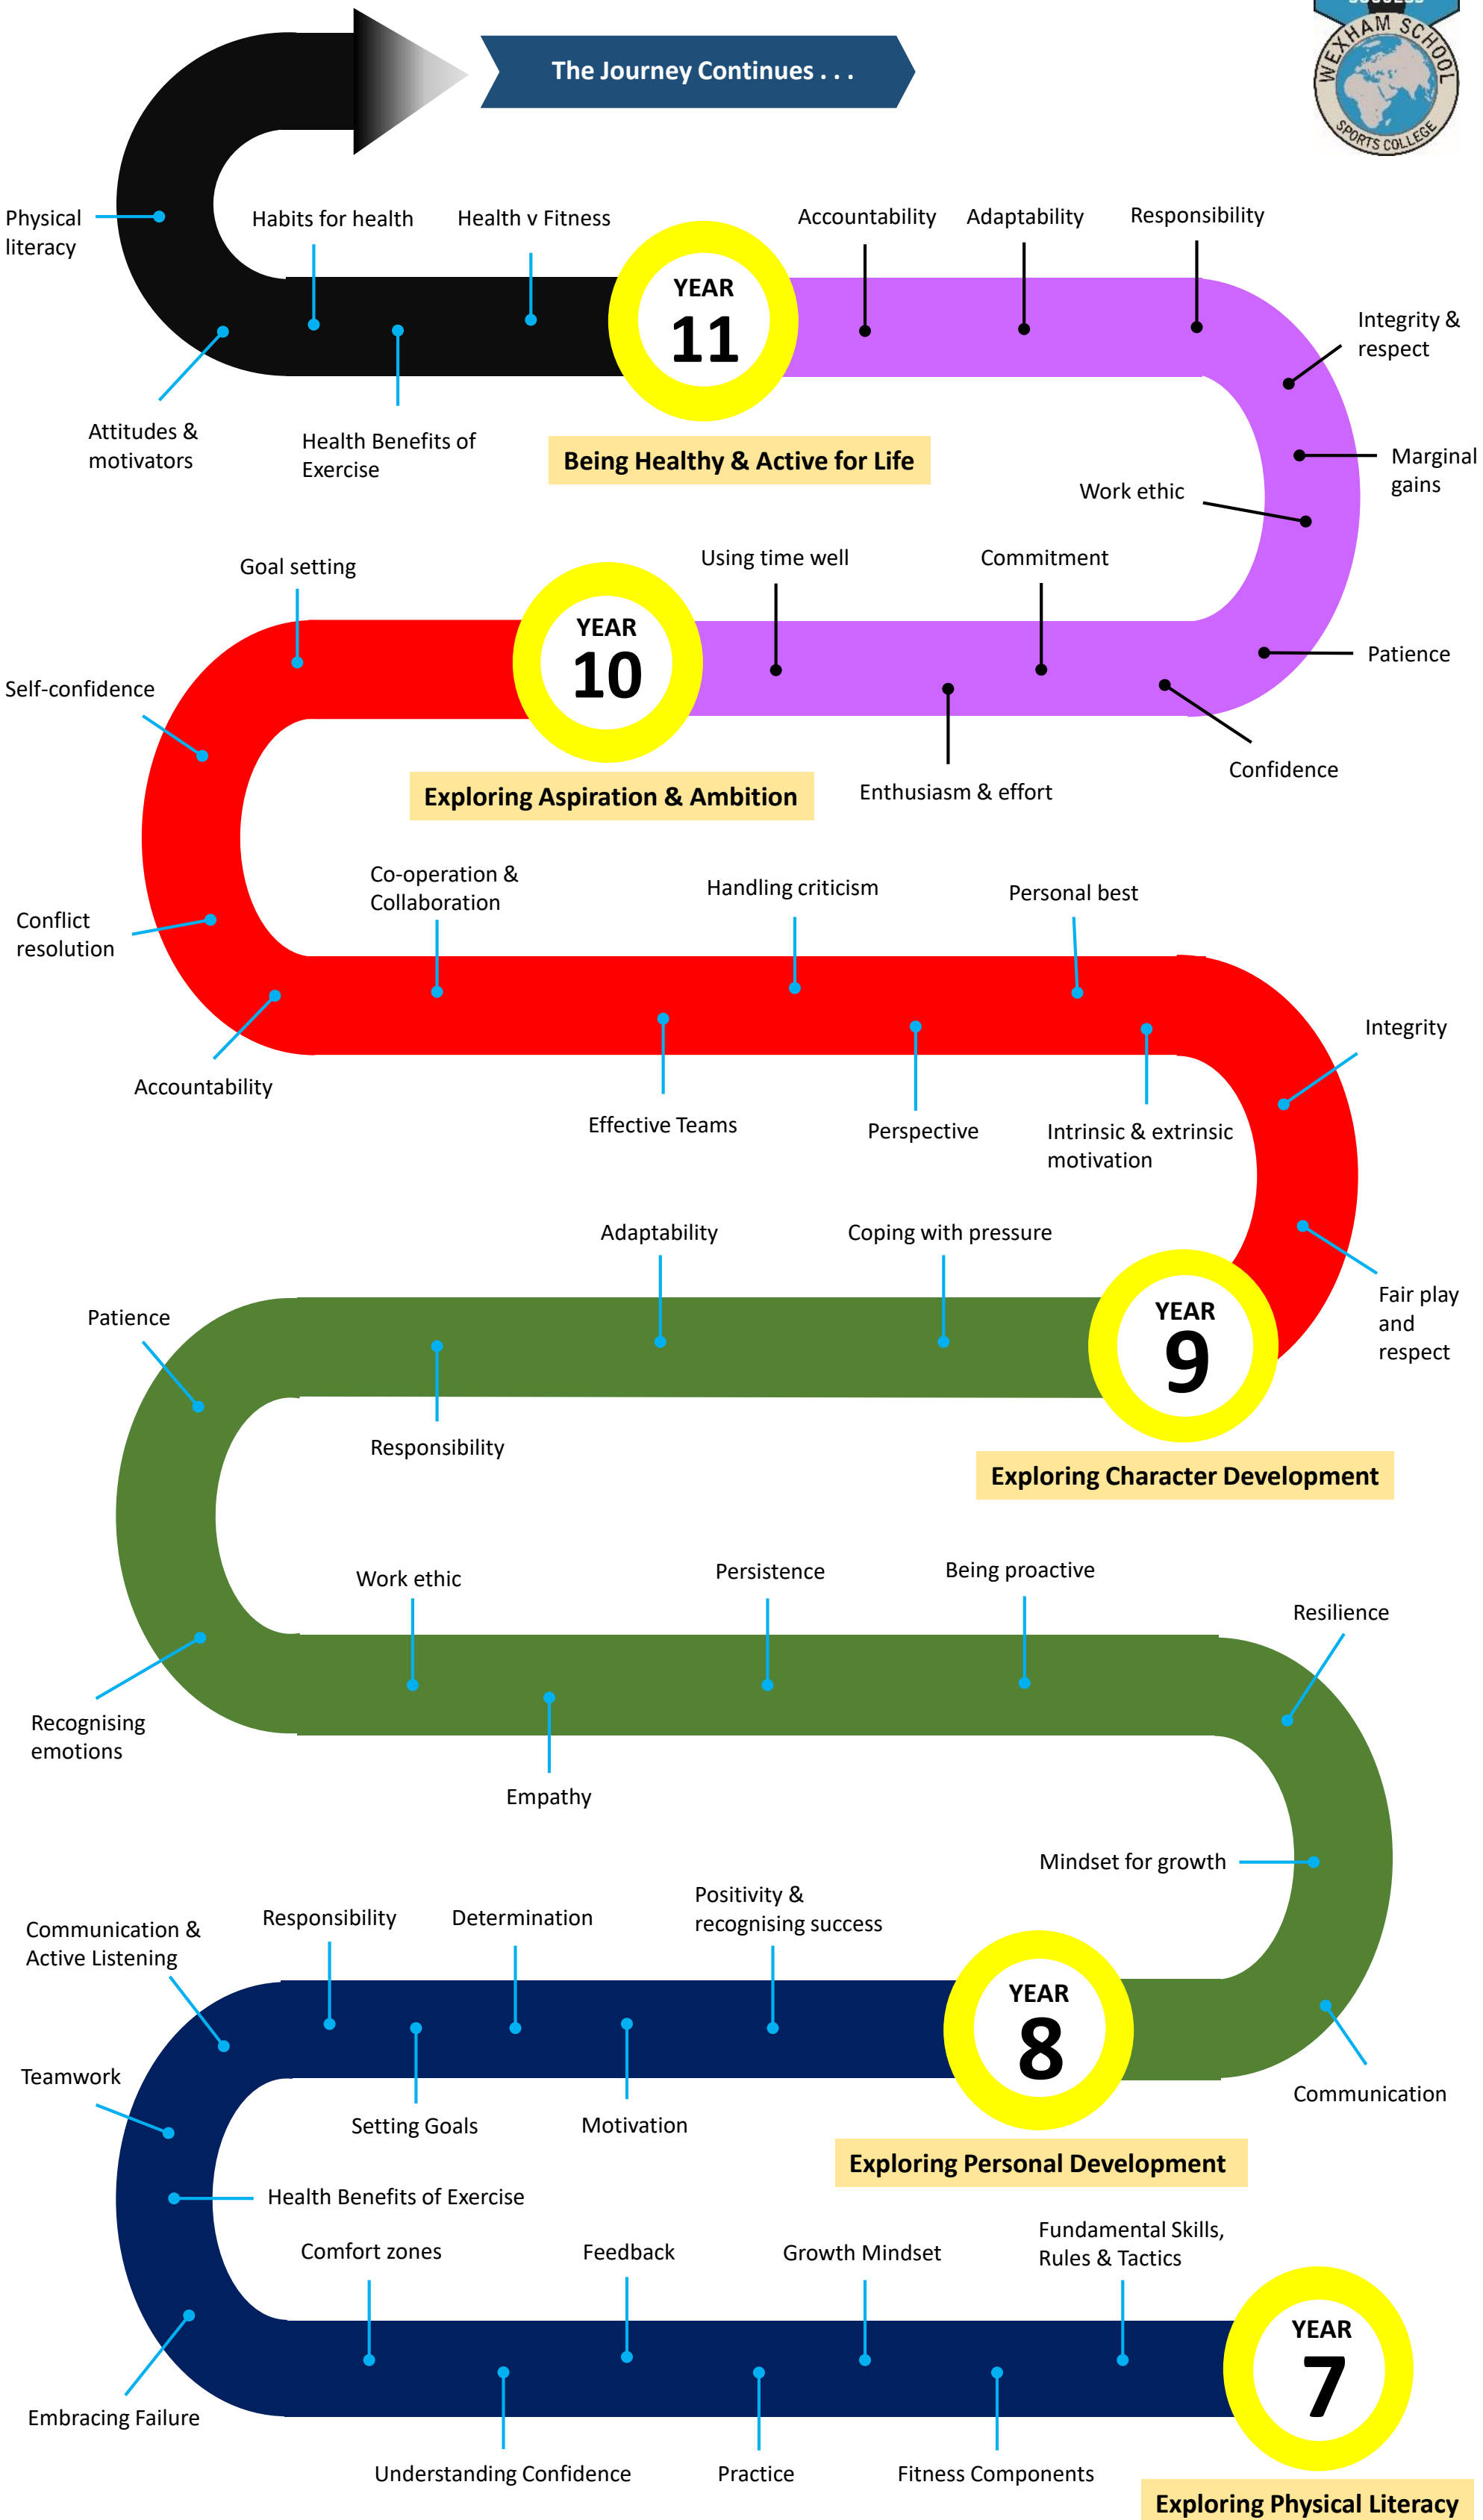 SUCCESS
WEXHAM SCHOOL
SPORTS COLLEGE
The Journey Continues . . .
Physical
literacy
Habits for health
Health v Fitness
Accountability
Adaptability
Responsibility
YEAR
11
Integrity &
respect
Attitudes &
motivators
Health Benefits of
Exercise
Being Healthy & Active for Life
Marginal
gains
Work ethic
Goal setting
Using time well
Commitment
YEAR
10
Patience
Self-confidence
Confidence
Exploring Aspiration & Ambition
Enthusiasm & effort
Co-operation &
Collaboration
Handling criticism
Personal best
Conflict
resolution
Integrity
Accountability
Effective Teams
Perspective
Intrinsic & extrinsic
motivation
Adaptability
Coping with pressure
Fair play
and
respect
Patience
YEAR
9
Responsibility
Exploring Character Development
Work ethic
Persistence
Being proactive
Resilience
Recognising
emotions
Empathy
Mindset for growth
Communication &
Active Listening
Responsibility
Determination
Positivity &
recognising success
YEAR
8
Teamwork
Setting Goals
Motivation
Communication
Exploring Personal Development
Health Benefits of Exercise
Comfort zones
Feedback
Growth Mindset
Fundamental Skills,
Rules & Tactics
YEAR
7
Embracing Failure
Understanding Confidence
Practice
Fitness Components
Exploring Physical Literacy